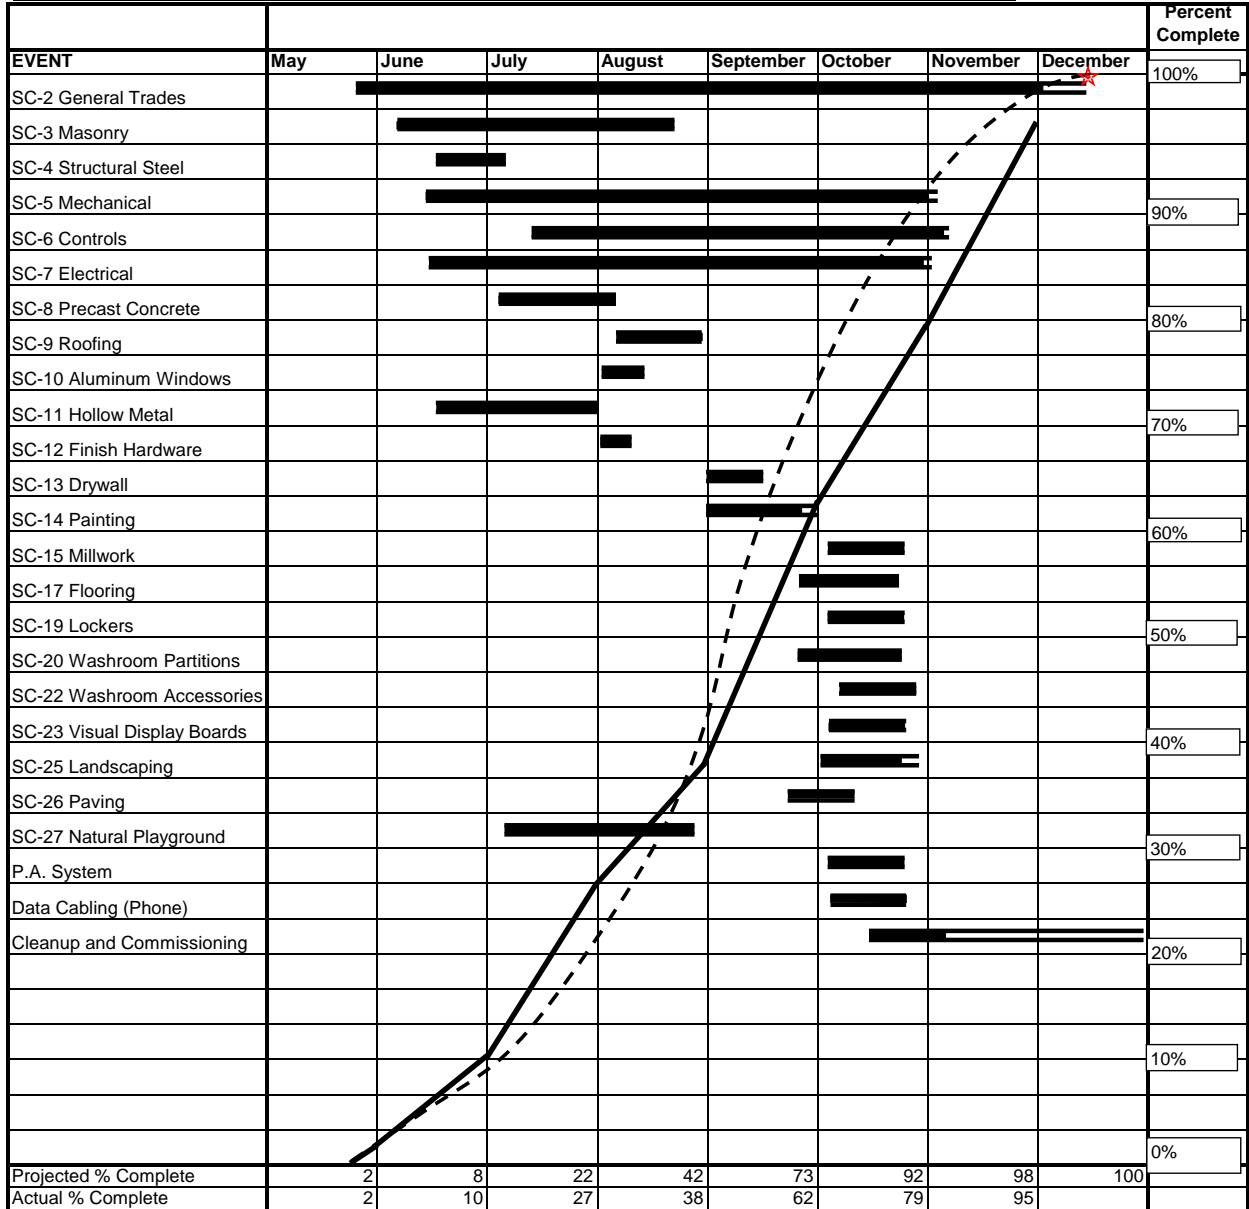 Percent
Complete
EVENT May June July August September October November December
100%
SC-2 General Trades
SC-3 Masonry
SC-4 Structural Steel
SC-5 Mechanical
90%
SC-6 Controls
SC-7 Electrical
SC-8 Precast Concrete
80%
SC-9 Roofing
SC-10 Aluminum Windows
SC-11 Hollow Metal
70%
SC-12 Finish Hardware
SC-13 Drywall
SC-14 Painting
60%
SC-15 Millwork
SC-17 Flooring
SC-19 Lockers
50%
SC-20 Washroom Partitions
SC-22 Washroom Accessories
SC-23 Visual Display Boards
40%
SC-25 Landscaping
SC-26 Paving
SC-27 Natural Playground
30%
P.A. System
Data Cabling (Phone)
Cleanup and Commissioning
20%
10%
0%
Projected % Complete 2 8 22 42 73 92 98 100
Actual % Complete 2 10 27 38 62 79 95